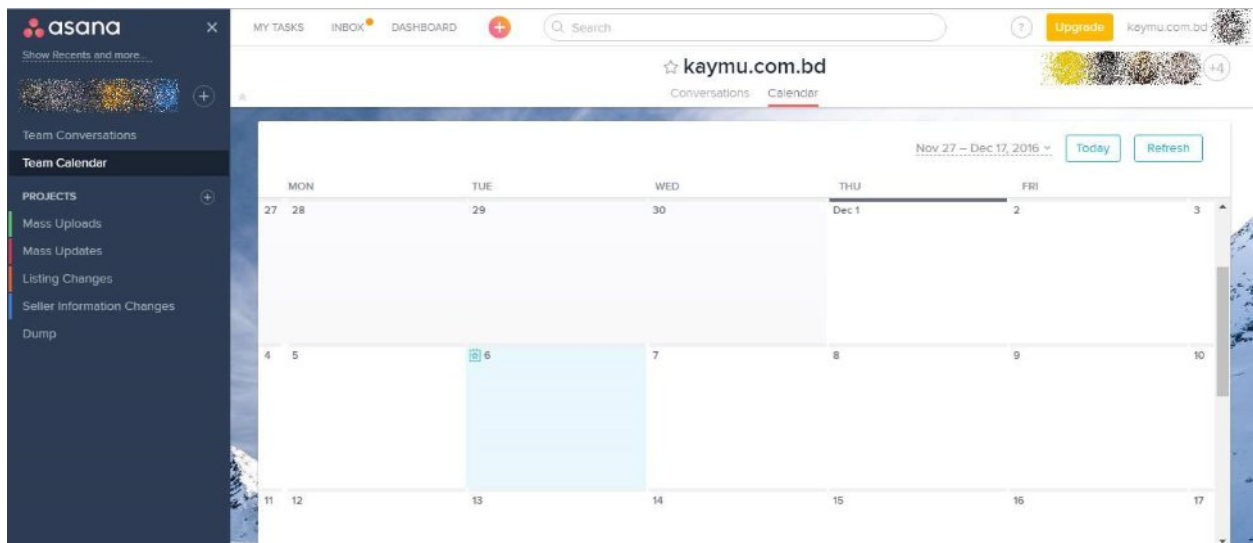 asana
MY TASKS INBOX DASHBOARD + Search ? Upgrade kaymu.com.bd
Show Recents and more...
kaymu.com.bd
+4
Conversations Calendar
Team Conversations
Team Calendar
Nov 27 – Dec 17, 2016 Today Refresh
PROJECTS
Mass Uploads
Mass Updates
Listing Changes
Seller Information Changes
Dump
MON TUE WED THU FRI
27 28 29 30 Dec 1 2 3
4 5 6 7 8 9 10
11 12 13 14 15 16 17